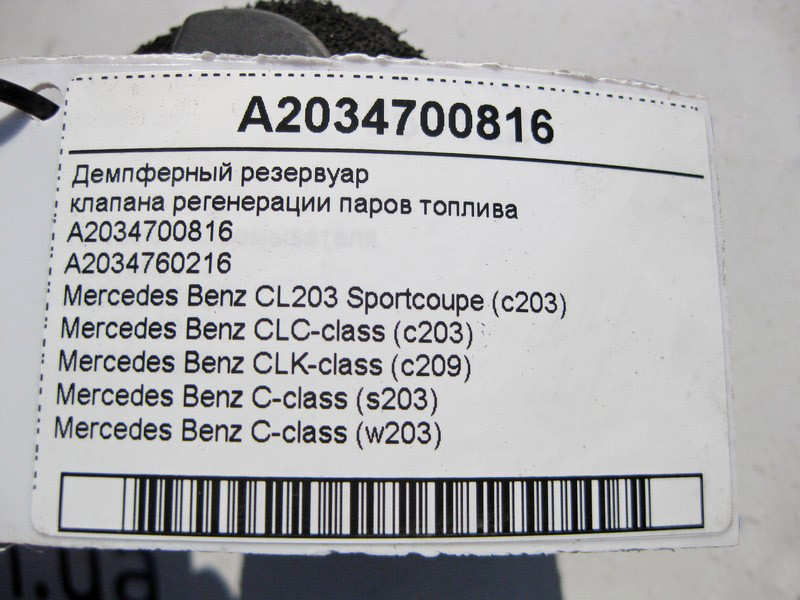 A2034700816
Демпферный резервуар
клапана регенерации паров топлива
A2034700816
A2034760216
Mercedes Benz CL203 Sportcoupe (c203)
Mercedes Benz CLC-class (c203)
Mercedes Benz CLK-class (c209)
Mercedes Benz C-class (s203)
Mercedes Benz C-class (w203)
.ua